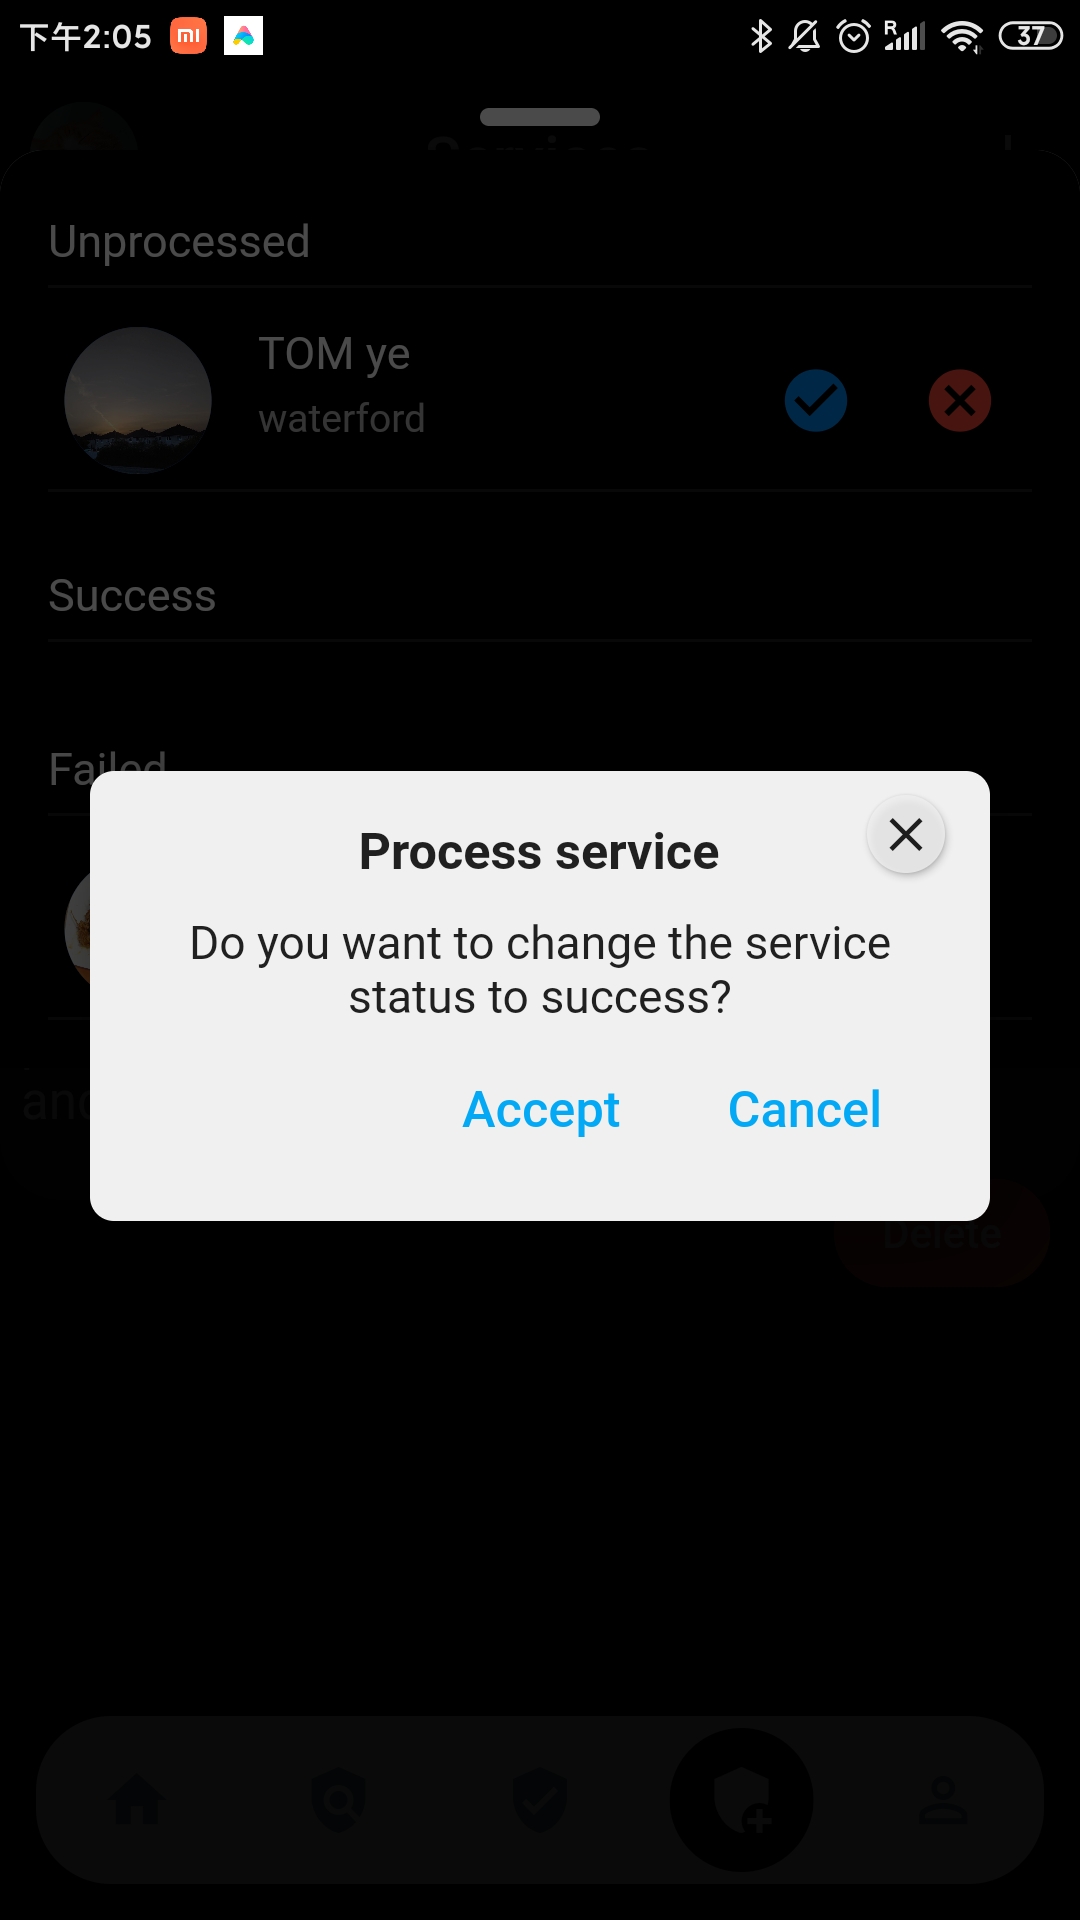 下午2:05
R
37
Services
Unprocessed
TOM ye
waterford
Success
Failed
Process service
Do you want to change the service
status to success?
Accept
Cancel
Delete